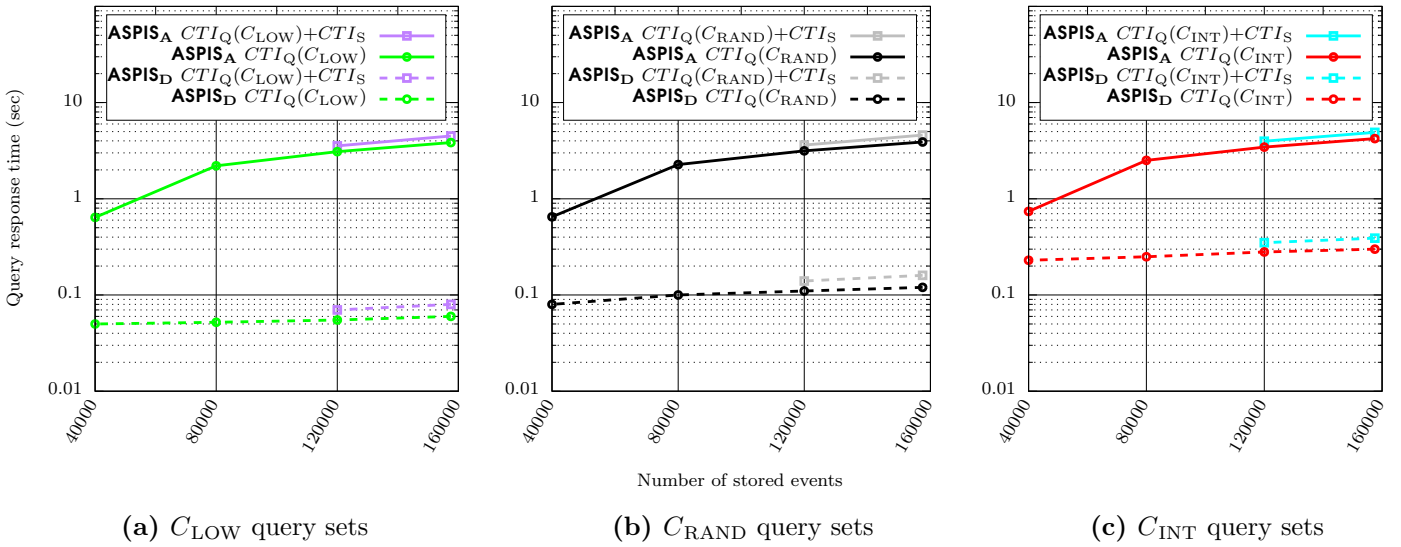 Query response time (sec)
ASPIS_A CTI_Q(C_LOW)+CTI_S
ASPIS_A CTI_Q(C_LOW)
ASPIS_D CTI_Q(C_LOW)+CTI_S
ASPIS_D CTI_Q(C_LOW)
10
1
0.1
0.01
40000
80000
120000
160000
ASPIS_A CTI_Q(C_RAND)+CTI_S
ASPIS_A CTI_Q(C_RAND)
ASPIS_D CTI_Q(C_RAND)+CTI_S
ASPIS_D CTI_Q(C_RAND)
10
1
0.1
0.01
40000
80000
120000
160000
ASPIS_A CTI_Q(C_INT)+CTI_S
ASPIS_A CTI_Q(C_INT)
ASPIS_D CTI_Q(C_INT)+CTI_S
ASPIS_D CTI_Q(C_INT)
10
1
0.1
0.01
40000
80000
120000
160000
Number of stored events
(a) C_LOW query sets
(b) C_RAND query sets
(c) C_INT query sets